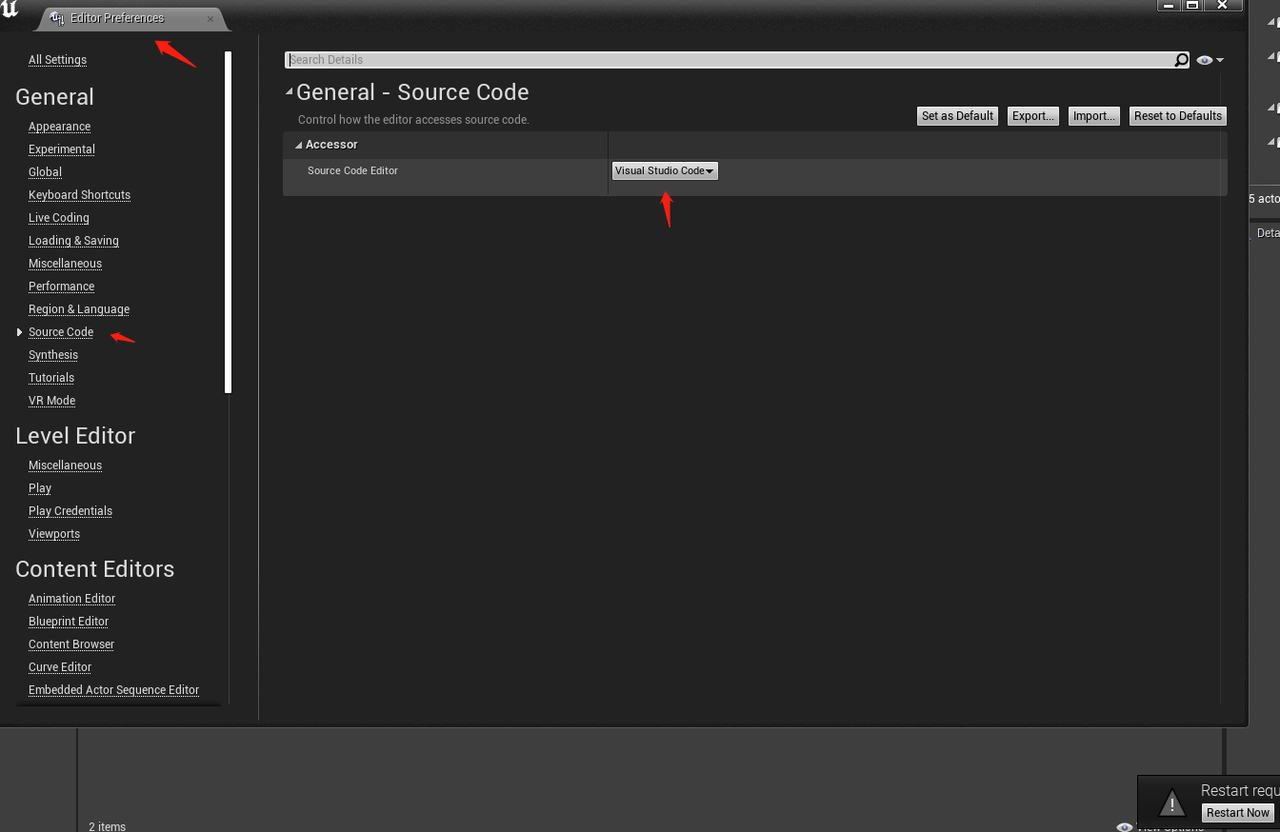 Editor Preferences
All Settings
General
Appearance
Experimental
Global
Keyboard Shortcuts
Live Coding
Loading & Saving
Miscellaneous
Performance
Region & Language
Source Code
Synthesis
Tutorials
VR Mode
Level Editor
Miscellaneous
Play
Play Credentials
Viewports
Content Editors
Animation Editor
Blueprint Editor
Content Browser
Curve Editor
Embedded Actor Sequence Editor
Search Details
General - Source Code
Control how the editor accesses source code.
Set as Default Export... Import... Reset to Defaults
Accessor
Source Code Editor Visual Studio Code
5 acto
Deta
Restart requ
Restart Now
2 items
View Options